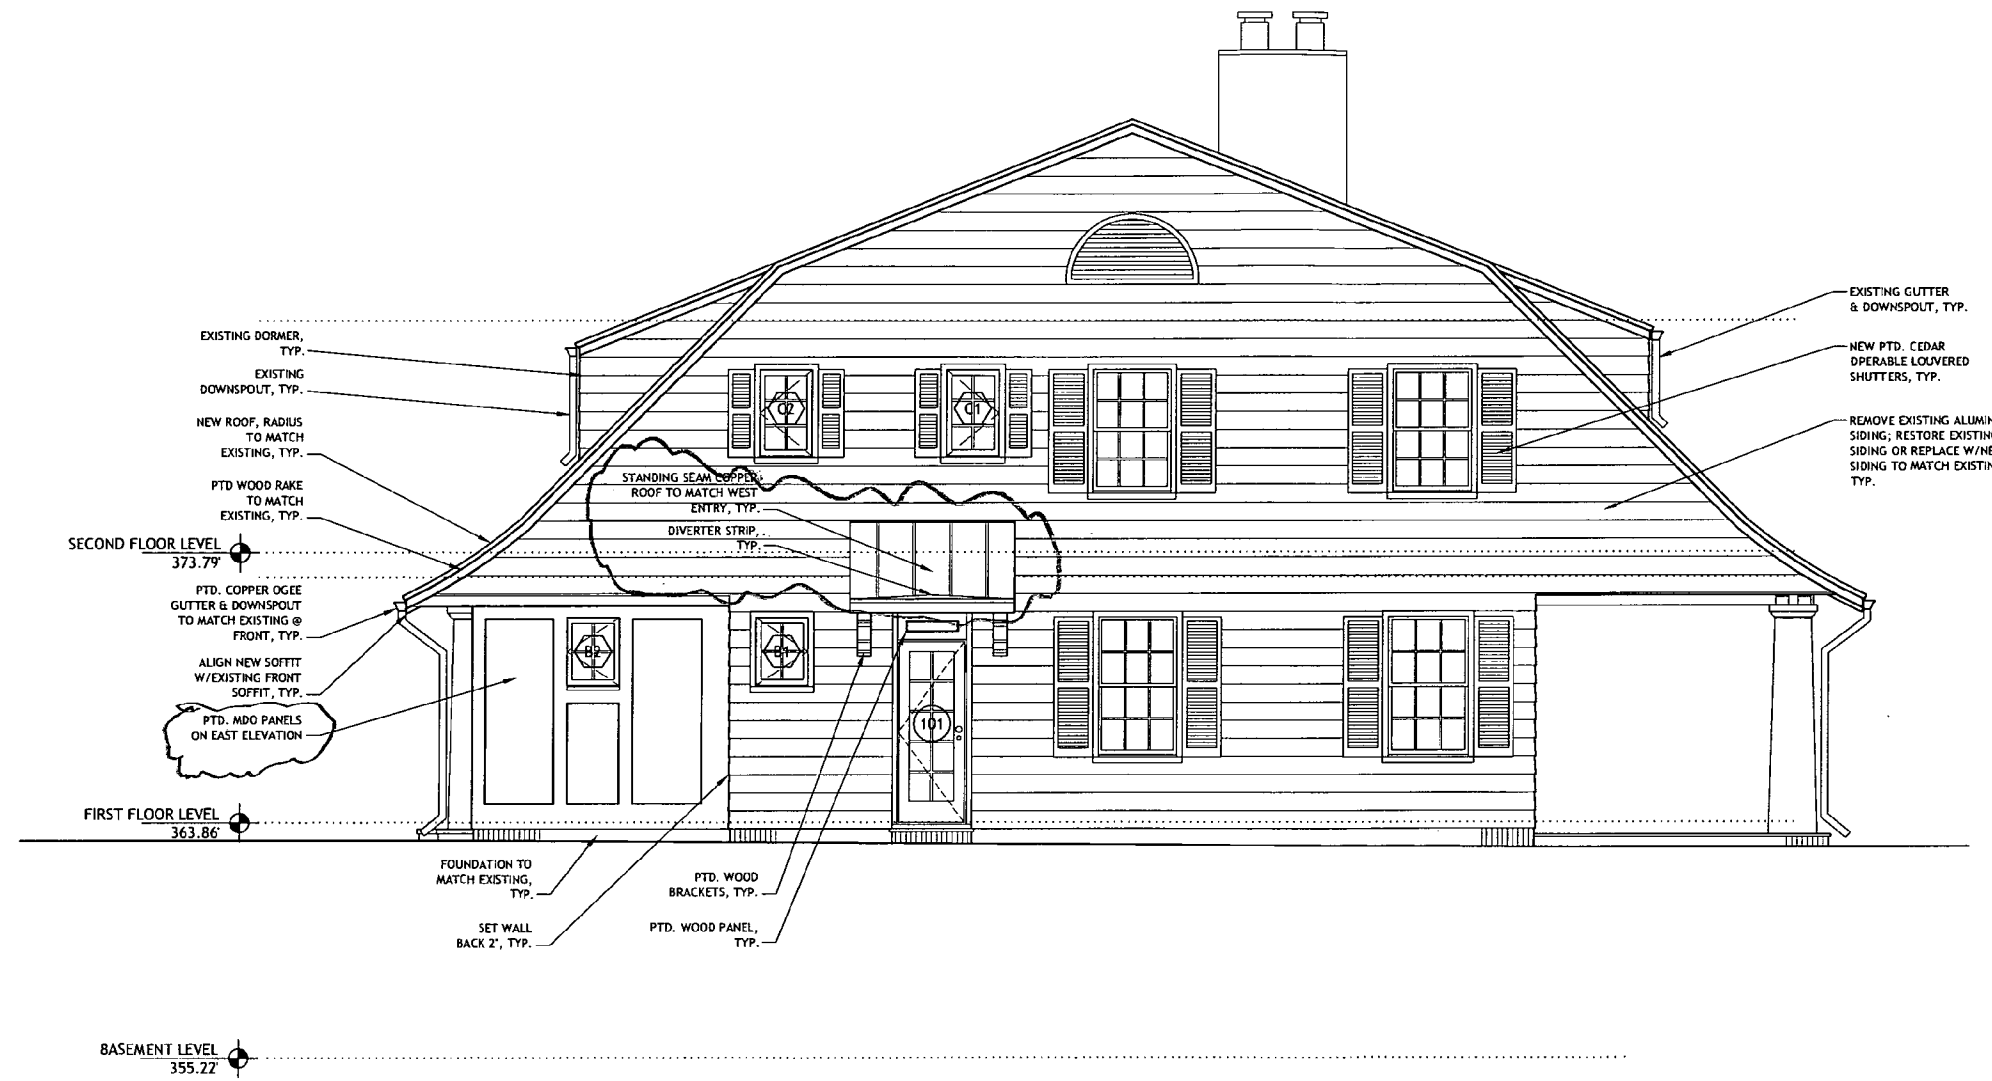 EXISTING DORMER,
TYP.
EXISTING
DOWNSPOUT, TYP.
NEW ROOF, RADIUS
TO MATCH
EXISTING, TYP.
PTD WOOD RAKE
TO MATCH
EXISTING, TYP.
SECOND FLOOR LEVEL
373.79'
PTD. COPPER OGEE
GUTTER & DOWNSPOUT
TO MATCH EXISTING @
FRONT, TYP.
ALIGN NEW SOFFIT
W/EXISTING FRONT
SOFFIT, TYP.
PTD. MDO PANELS
ON EAST ELEVATION
FIRST FLOOR LEVEL
363.86'
FOUNDATION TO
MATCH EXISTING,
TYP.
SET WALL
BACK 2", TYP.
PTD. WOOD
BRACKETS, TYP.
PTD. WOOD PANEL,
TYP.
BASEMENT LEVEL
355.22'
C2
C1
STANDING SEAM COPPER
ROOF TO MATCH WEST
ENTRY, TYP.
DIVERTER STRIP,
TYP.
B2
B1
101
EXISTING GUTTER
& DOWNSPOUT, TYP.
NEW PTD. CEDAR
OPERABLE LOUVERED
SHUTTERS, TYP.
REMOVE EXISTING ALUMIN
SIDING; RESTORE EXISTIN
SIDING OR REPLACE W/NE
SIDING TO MATCH EXISTIN
TYP.